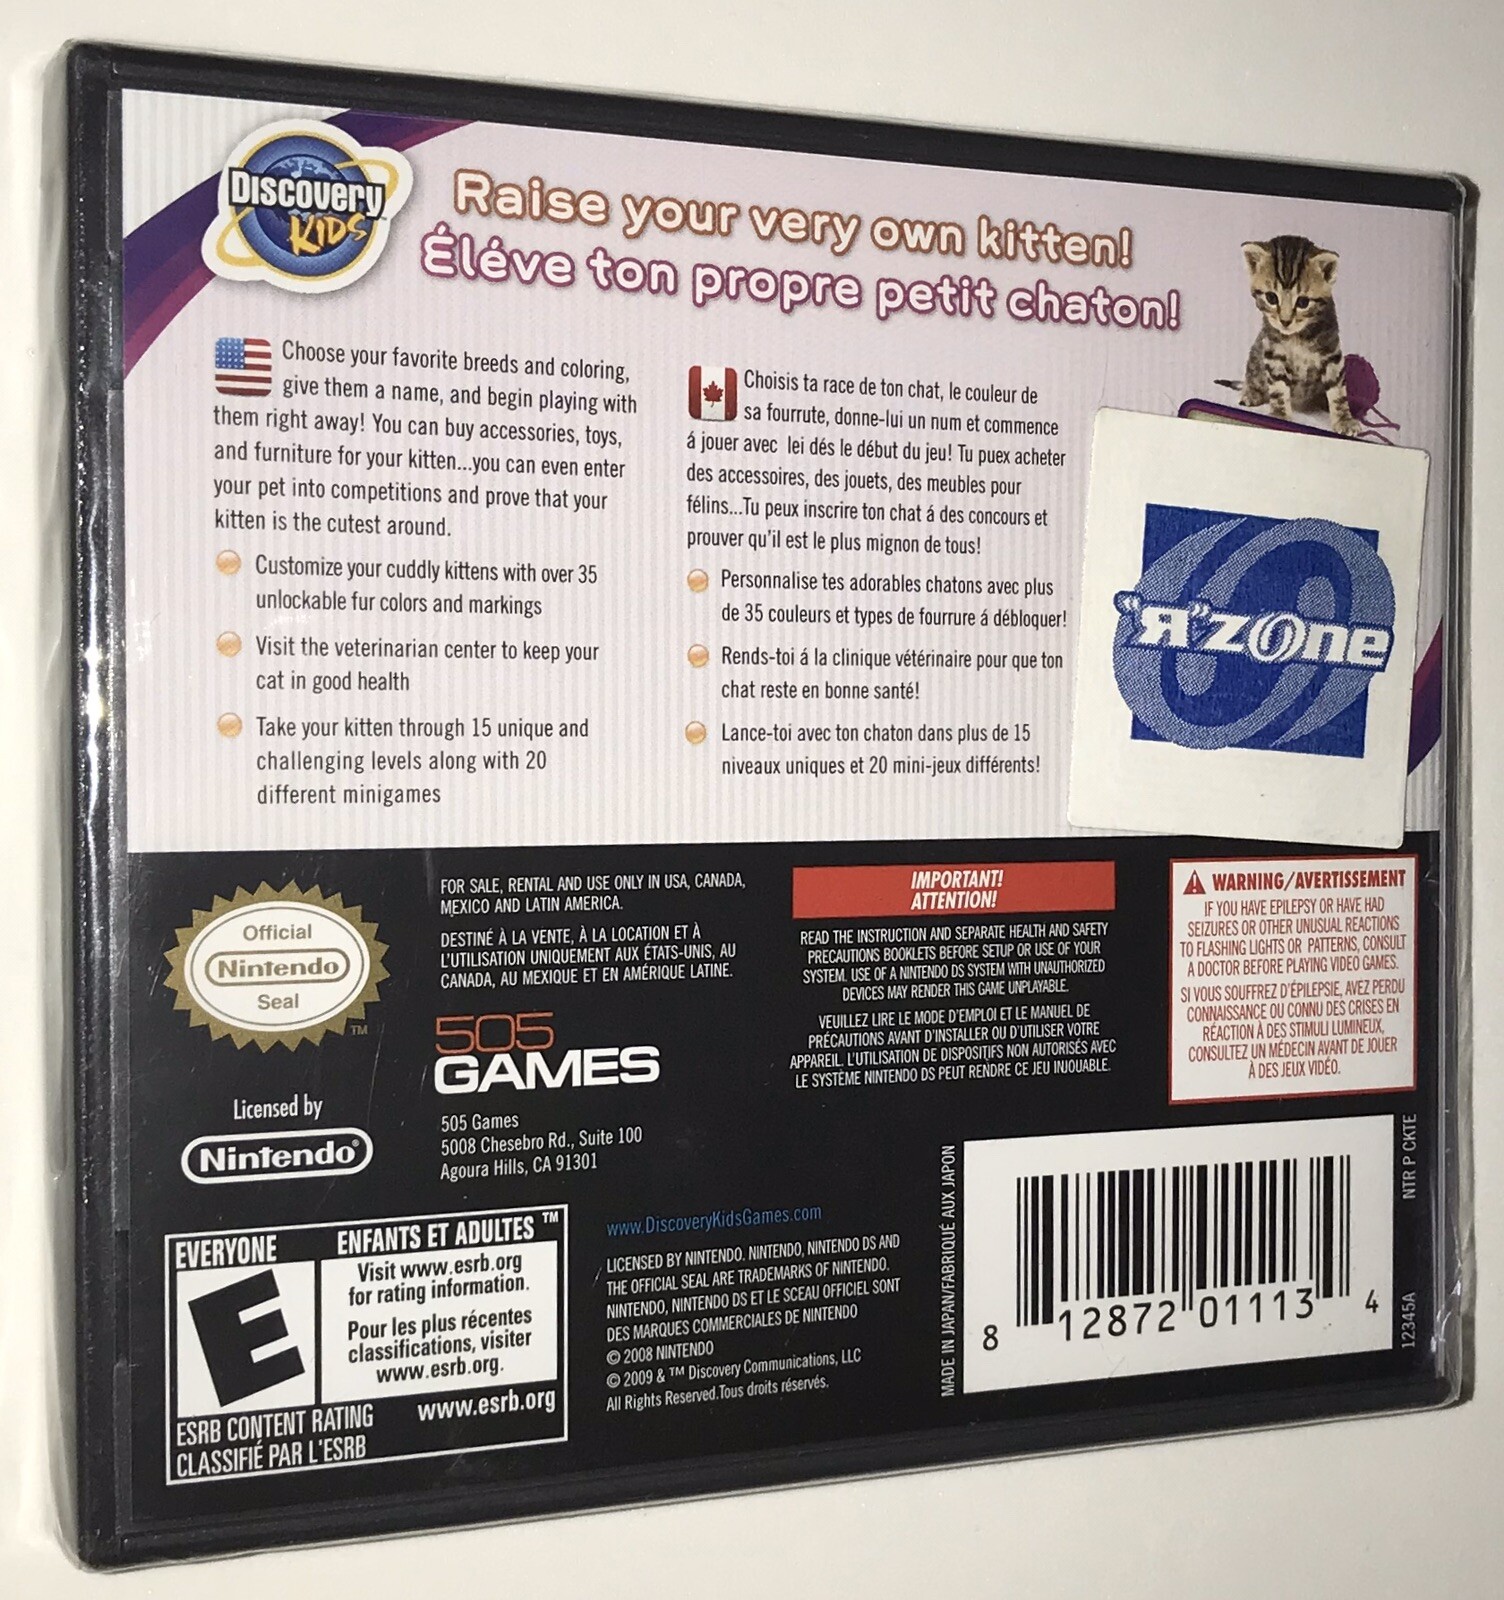 DISCOVERY
KIDS
Raise your very own kitten!
Éléve ton propre petit chaton!
Choose your favorite breeds and coloring,
give them a name, and begin playing with
them right away! You can buy accessories, toys,
and furniture for your kitten...you can even enter
your pet into competitions and prove that your
kitten is the cutest around.
Customize your cuddly kittens with over 35
unlockable fur colors and markings
Visit the veterinarian center to keep your
cat in good health
Take your kitten through 15 unique and
challenging levels along with 20
different minigames
Choisis ta race de ton chat, le couleur de
sa fourrute, donne-lui un num et commence
á jouer avec lei dés le début du jeu! Tu puex acheter
des accessoires, des jouets, des meubles pour
félins...Tu peux inscrire ton chat á des concours et
prouver qu'il est le plus mignon de tous!
Personnalise tes adorables chatons avec plus
de 35 couleurs et types de fourrure á débloquer!
Rends-toi á la clinique vétérinaire pour que ton
chat reste en bonne santé!
Lance-toi avec ton chaton dans plus de 15
niveaux uniques et 20 mini-jeux différents!
"Я"zone
Official
Nintendo
Seal
TM
Licensed by
Nintendo®
FOR SALE, RENTAL AND USE ONLY IN USA, CANADA,
MEXICO AND LATIN AMERICA.
DESTINÉ À LA VENTE, À LA LOCATION ET À
L'UTILISATION UNIQUEMENT AUX ÉTATS-UNIS, AU
CANADA, AU MEXIQUE ET EN AMÉRIQUE LATINE.
505
GAMES
505 Games
5008 Chesebro Rd., Suite 100
Agoura Hills, CA 91301
IMPORTANT!
ATTENTION!
READ THE INSTRUCTION AND SEPARATE HEALTH AND SAFETY
PRECAUTIONS BOOKLETS BEFORE SETUP OR USE OF YOUR
SYSTEM. USE OF A NINTENDO DS SYSTEM WITH UNAUTHORIZED
DEVICES MAY RENDER THIS GAME UNPLAYABLE.
VEUILLEZ LIRE LE MODE D'EMPLOI ET LE MANUEL DE
PRÉCAUTIONS AVANT D'INSTALLER OU D'UTILISER VOTRE
APPAREIL. L'UTILISATION DE DISPOSITIFS NON AUTORISÉS AVEC
LE SYSTÈME NINTENDO DS PEUT RENDRE CE JEU INJOUABLE.
WARNING/AVERTISSEMENT
IF YOU HAVE EPILEPSY OR HAVE HAD
SEIZURES OR OTHER UNUSUAL REACTIONS
TO FLASHING LIGHTS OR PATTERNS, CONSULT
A DOCTOR BEFORE PLAYING VIDEO GAMES.
SI VOUS SOUFFREZ D'ÉPILEPSIE, AVEZ PERDU
CONNAISSANCE OU CONNU DES CRISES EN
RÉACTION À DES STIMULI LUMINEUX,
CONSULTEZ UN MÉDECIN AVANT DE JOUER
À DES JEUX VIDÉO.
EVERYONE
ENFANTS ET ADULTES TM
E
Visit www.esrb.org
for rating information.
Pour les plus récentes
classifications, visiter
www.esrb.org.
ESRB CONTENT RATING
www.esrb.org
CLASSIFIÉ PAR L'ESRB
www.DiscoveryKidsGames.com
LICENSED BY NINTENDO. NINTENDO, NINTENDO DS AND
THE OFFICIAL SEAL ARE TRADEMARKS OF NINTENDO.
NINTENDO, NINTENDO DS ET LE SCEAU OFFICIEL SONT
DES MARQUES COMMERCIALES DE NINTENDO
© 2008 NINTENDO
© 2009 & ™ Discovery Communications, LLC
All Rights Reserved.Tous droits réservés.
MADE IN JAPAN/FABRIQUÉ AUX JAPON
8 12872 01113 4
NTR P CKTE
12345A